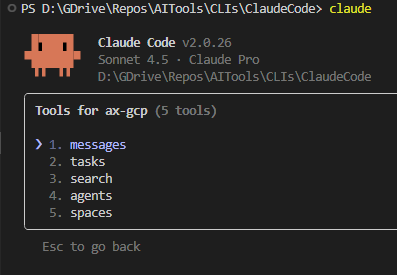 PS D:\GDrive\Repos\AITools\CLIs\ClaudeCode> claude
Claude Code v2.0.26
Sonnet 4.5 · Claude Pro
D:\GDrive\Repos\AITools\CLIs\ClaudeCode
Tools for ax-gcp (5 tools)
❯ 1. messages
2. tasks
3. search
4. agents
5. spaces
Esc to go back